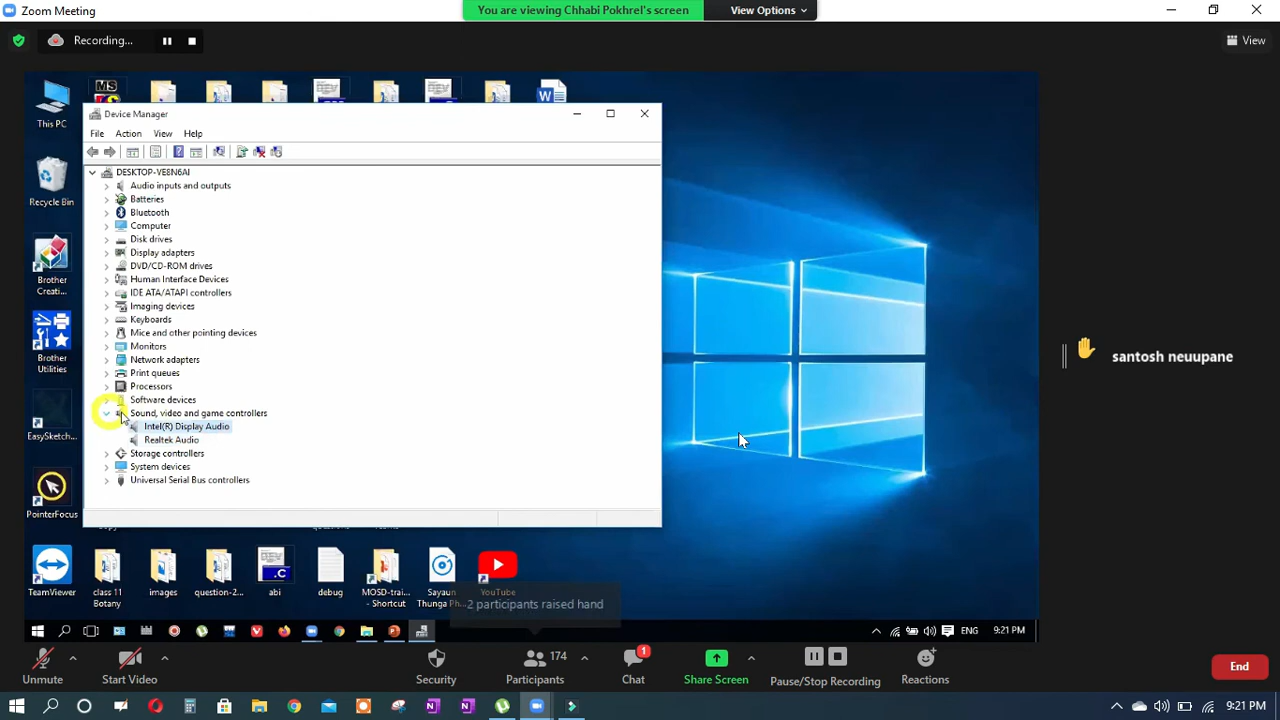 Zoom Meeting
You are viewing Chhabi Pokhrel's screen
View Options
Recording...
View
This PC
Recycle Bin
Brother
Creati...
Brother
Utilities
EasySketch...
PointerFocus
MS
W
Device Manager
File Action View Help
DESKTOP-VE8N6AI
Audio inputs and outputs
Batteries
Bluetooth
Computer
Disk drives
Display adapters
DVD/CD-ROM drives
Human Interface Devices
IDE ATA/ATAPI controllers
Imaging devices
Keyboards
Mice and other pointing devices
Monitors
Network adapters
Print queues
Processors
Software devices
Sound, video and game controllers
Intel(R) Display Audio
Realtek Audio
Storage controllers
System devices
Universal Serial Bus controllers
santosh neuupane
TeamViewer
class 11
Botany
images
question-2...
.C
abi
debug
MOSD-trai...
- Shortcut
Sayaun
Thunga Ph...
YouTube
2 participants raised hand
ENG 9:21 PM
Unmute
Start Video
Security
174
Participants
1
Chat
Share Screen
Pause/Stop Recording
Reactions
End
9:21 PM